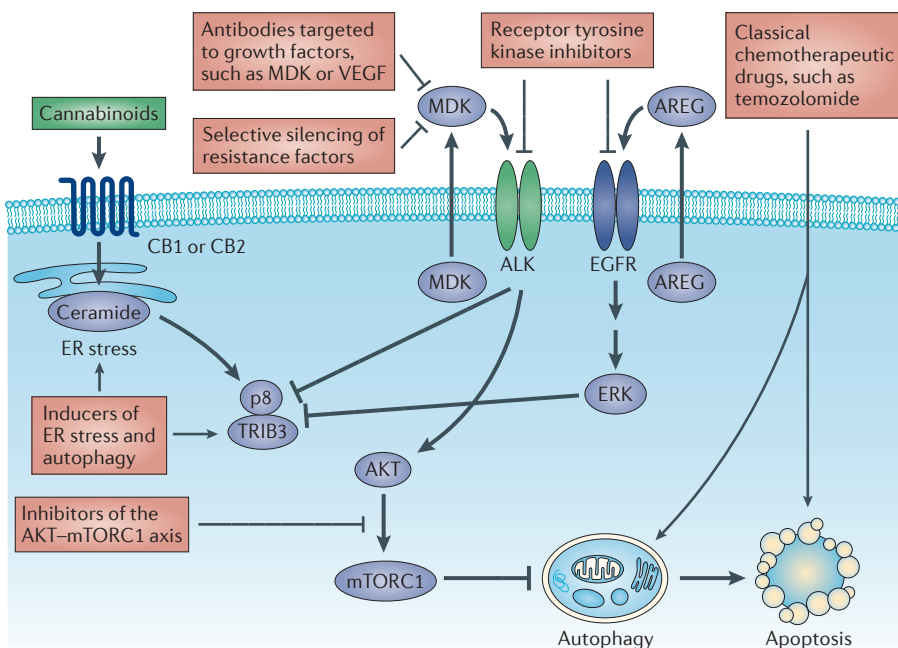 Antibodies targeted
to growth factors,
such as MDK or VEGF
Receptor tyrosine
kinase inhibitors
Classical
chemotherapeutic
drugs, such as
temozolomide
Cannabinoids
MDK
AREG
Selective silencing of
resistance factors
CB1 or CB2
ALK
EGFR
MDK
AREG
Ceramide
ER stress
p8
TRIB3
ERK
Inducers of
ER stress and
autophagy
AKT
Inhibitors of the
AKT–mTORC1 axis
mTORC1
Autophagy
Apoptosis